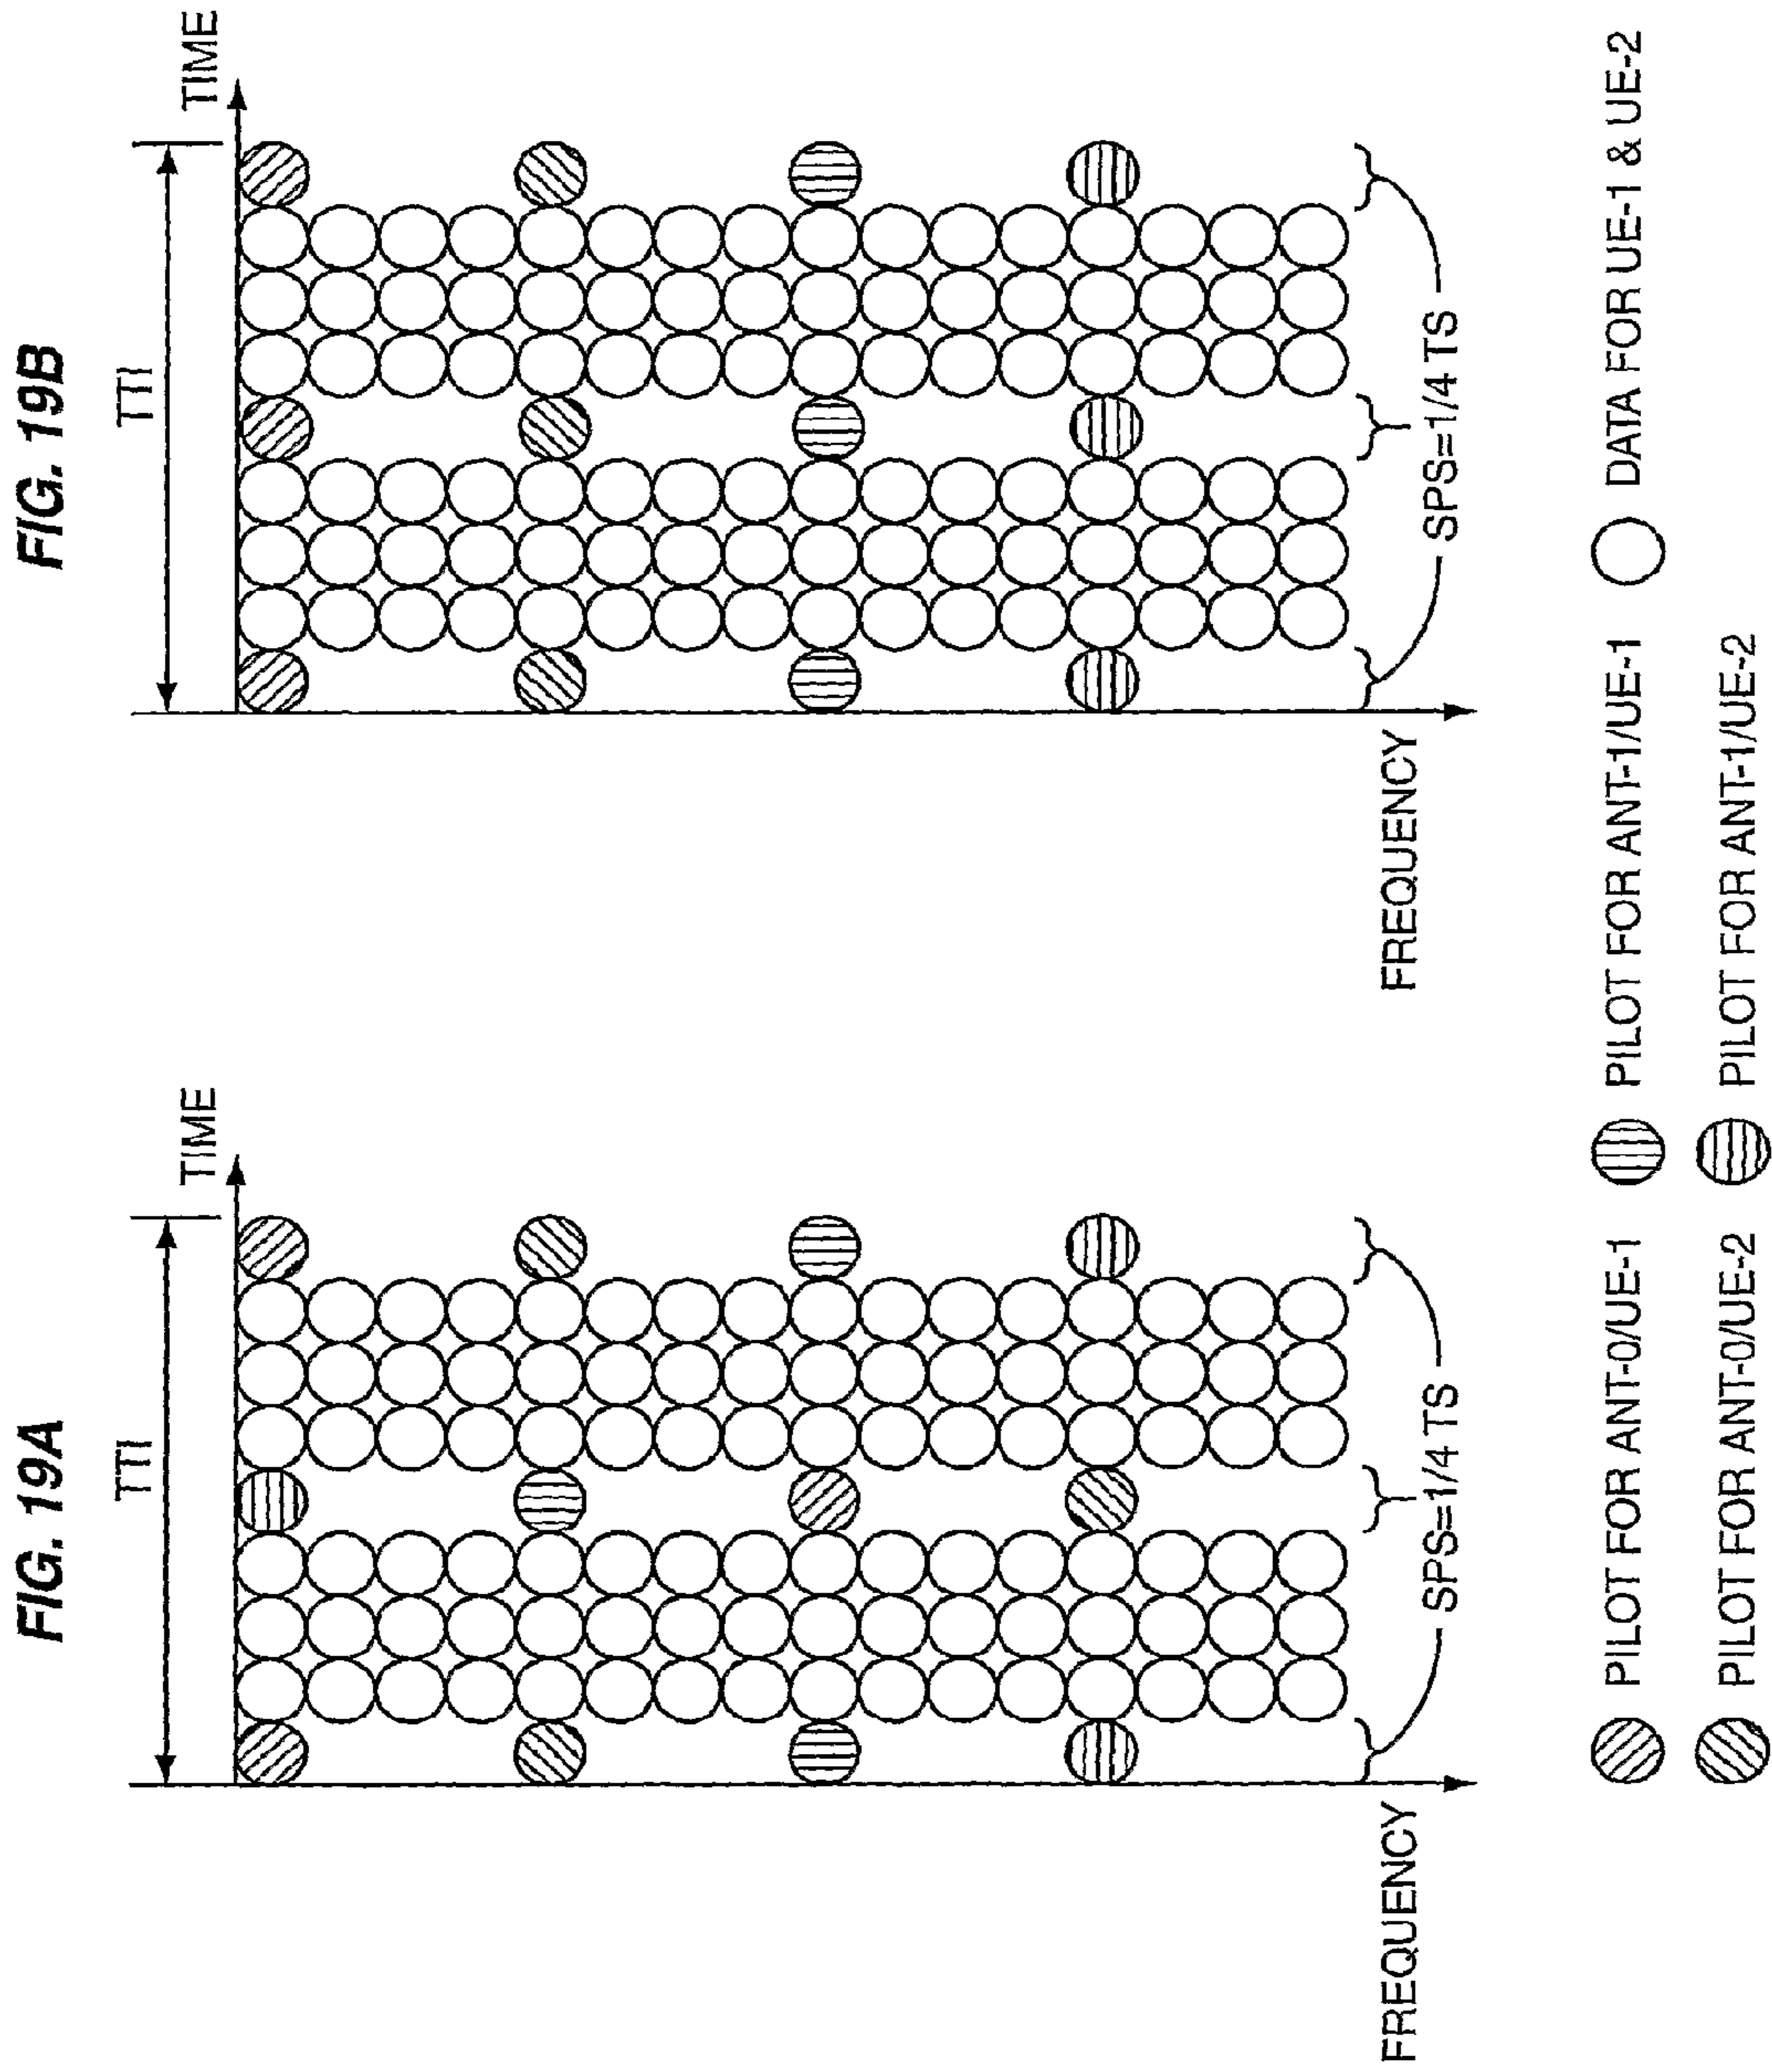 FIG. 19A
TTI
TIME
FREQUENCY
SPS=1/4 TS
FIG. 19B
TTI
TIME
FREQUENCY
SPS=1/4 TS
PILOT FOR ANT-0/UE-1
PILOT FOR ANT-1/UE-1
DATA FOR UE-1 & UE-2
PILOT FOR ANT-0/UE-2
PILOT FOR ANT-1/UE-2